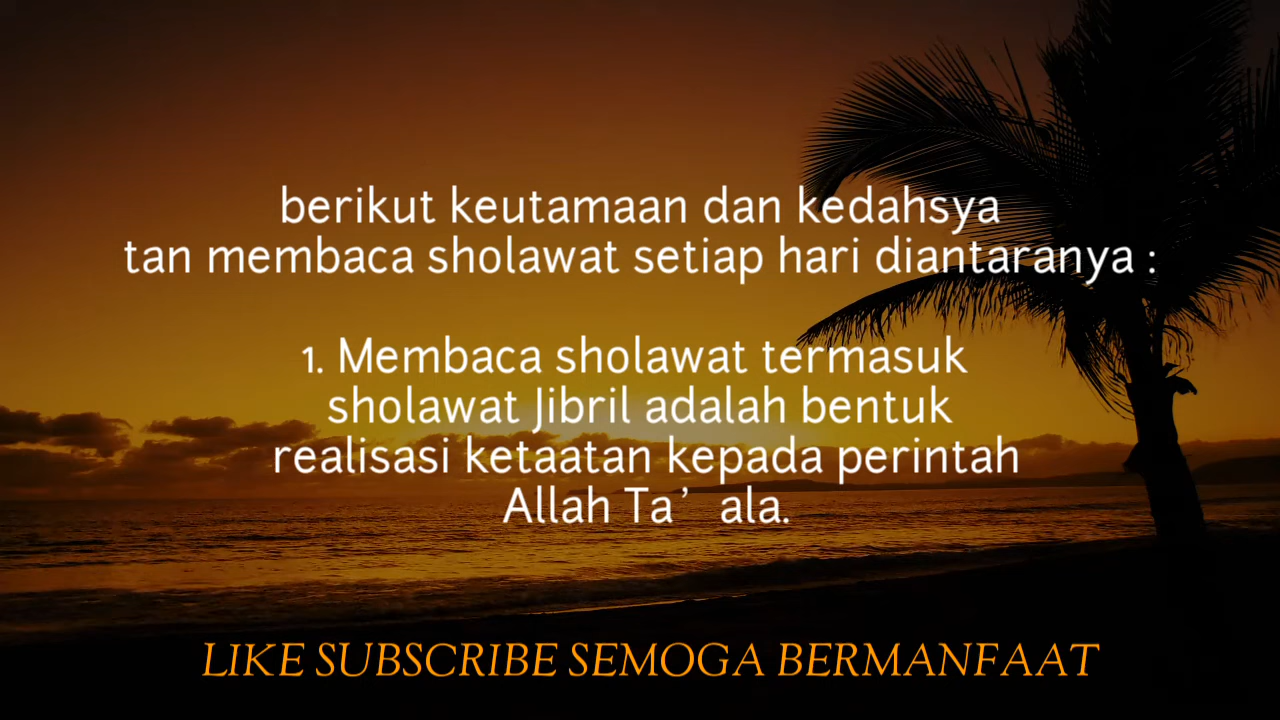 berikut keutamaan dan kedahsya
tan membaca sholawat setiap hari diantaranya :
1. Membaca sholawat termasuk
sholawat Jibril adalah bentuk
realisasi ketaatan kepada perintah
Allah Ta’ ala.
LIKE SUBSCRIBE SEMOGA BERMANFAAT